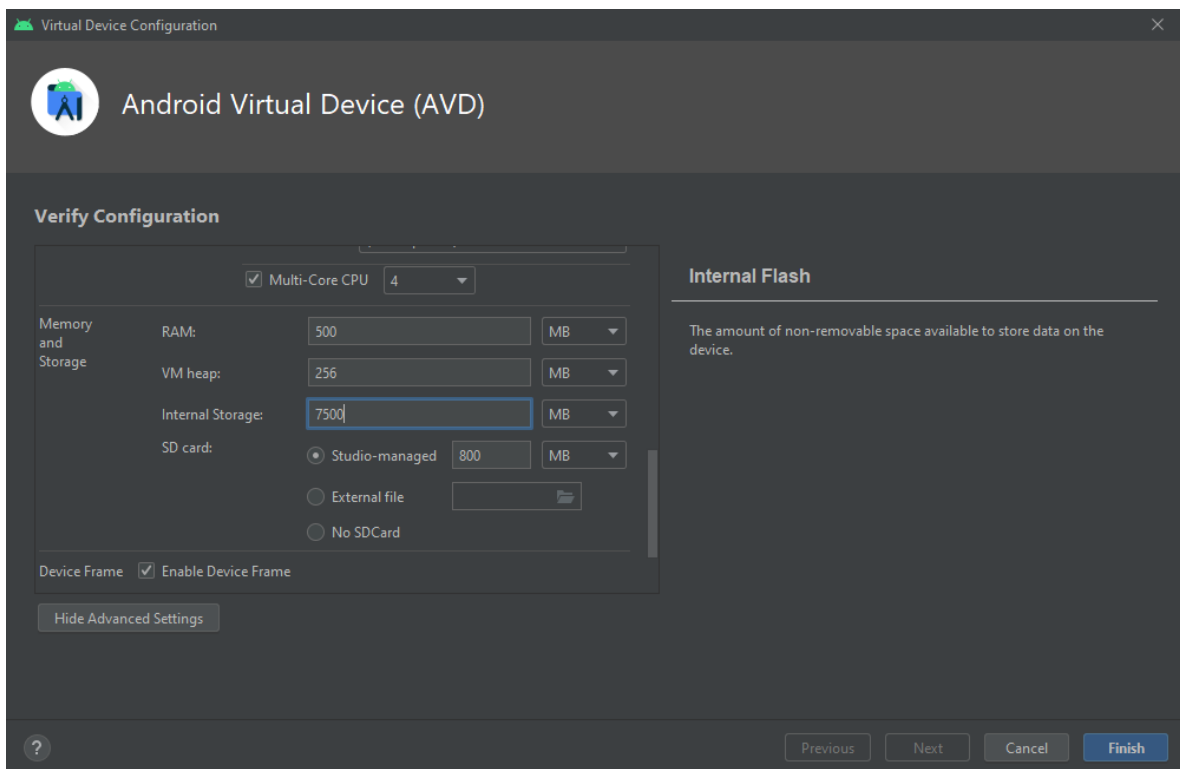 Virtual Device Configuration
Android Virtual Device (AVD)
Verify Configuration
Multi-Core CPU 4
Memory and Storage
RAM: 500 MB
VM heap: 256 MB
Internal Storage: 7500 MB
SD card:
Studio-managed 800 MB
External file
No SDCard
Device Frame Enable Device Frame
Hide Advanced Settings
Internal Flash
The amount of non-removable space available to store data on the
device.
? Previous Next Cancel Finish